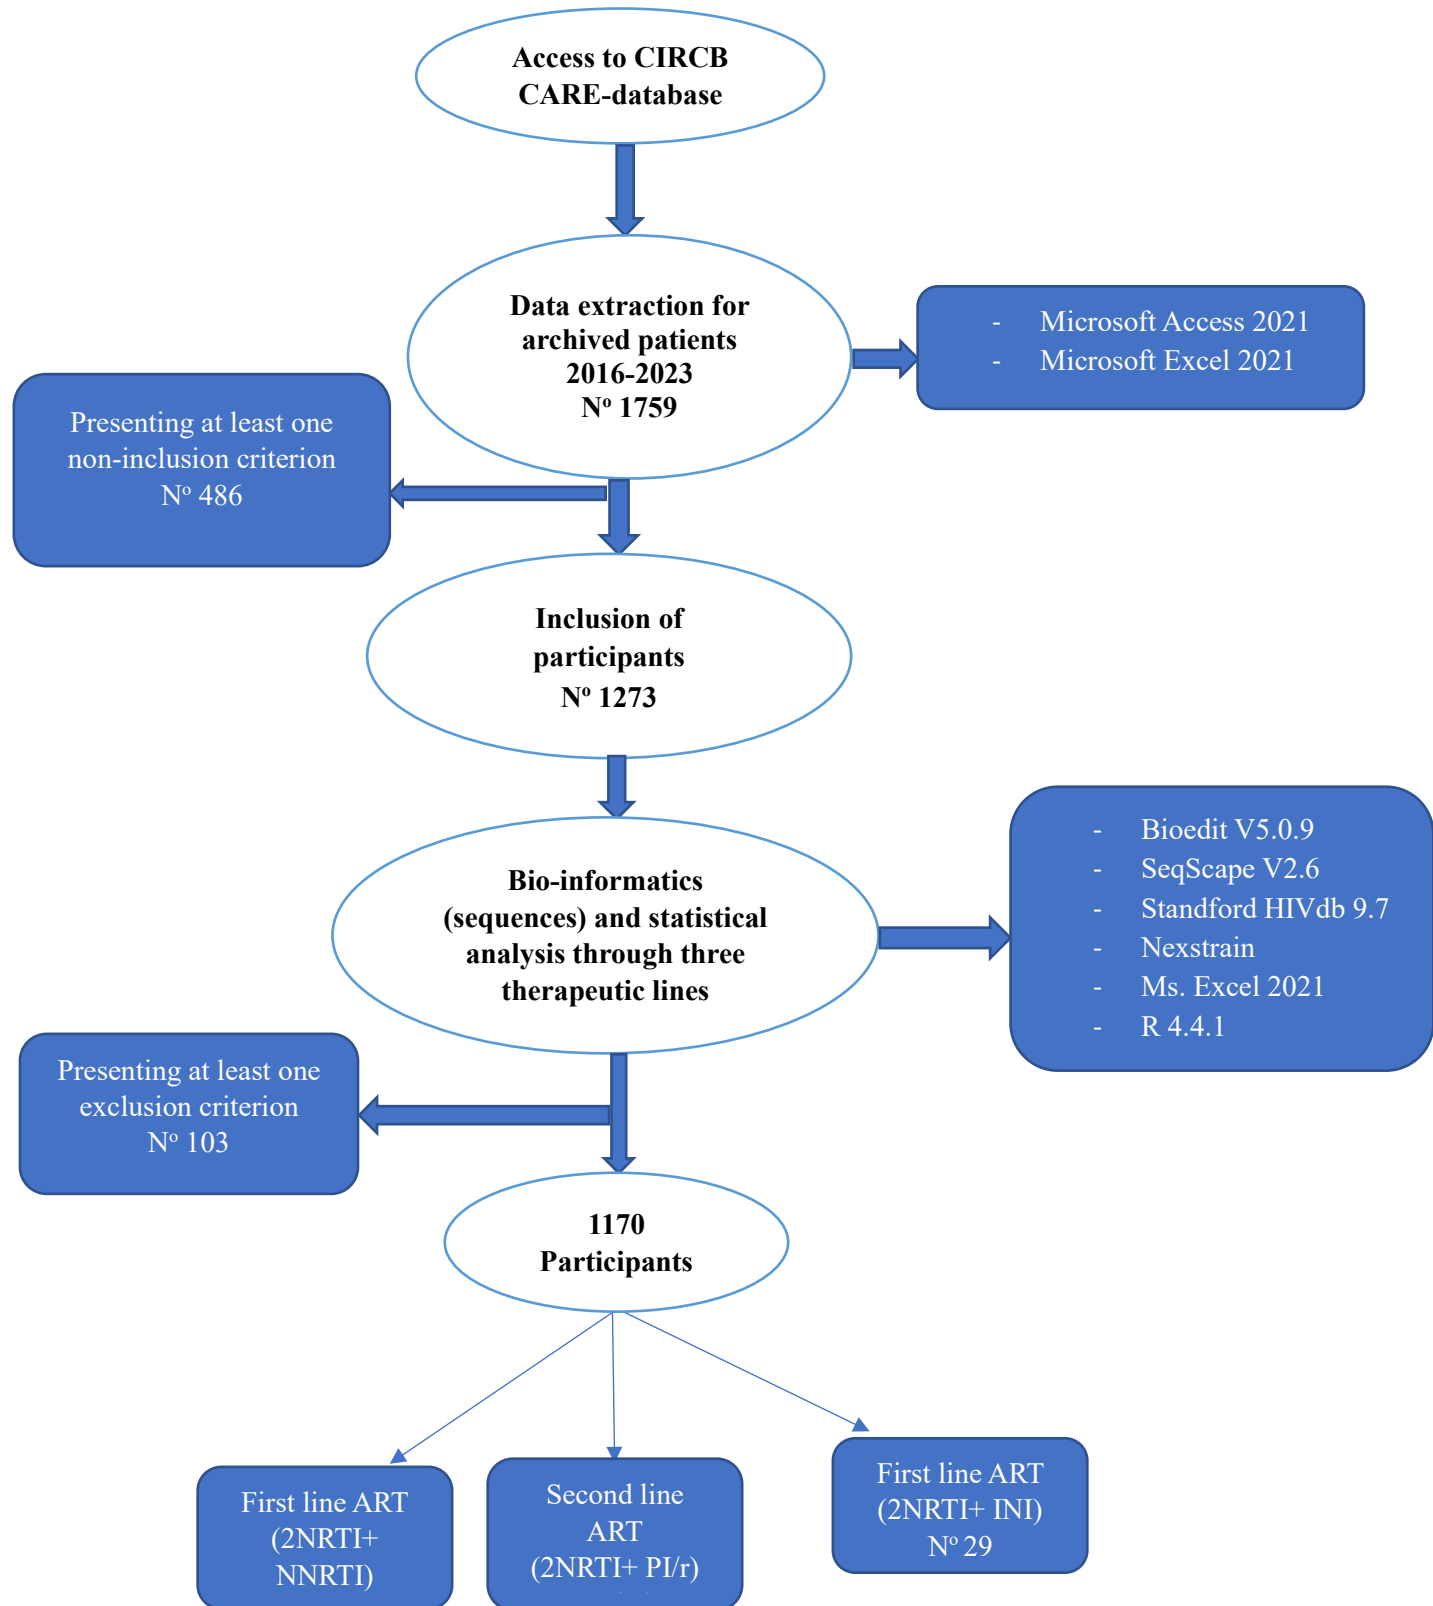 Access to CIRCB
CARE-database
Data extraction for
archived patients
2016-2023
Nº 1759
- Microsoft Access 2021
- Microsoft Excel 2021
Presenting at least one
non-inclusion criterion
Nº 486
Inclusion of
participants
Nº 1273
Bio-informatics
(sequences) and statistical
analysis through three
therapeutic lines
- Bioedit V5.0.9
- SeqScape V2.6
- Standford HIVdb 9.7
- Nexstrain
- Ms. Excel 2021
- R 4.4.1
Presenting at least one
exclusion criterion
Nº 103
1170
Participants
First line ART
(2NRTI+
NNRTI)
Second line
ART
(2NRTI+ PI/r)
First line ART
(2NRTI+ INI)
Nº 29